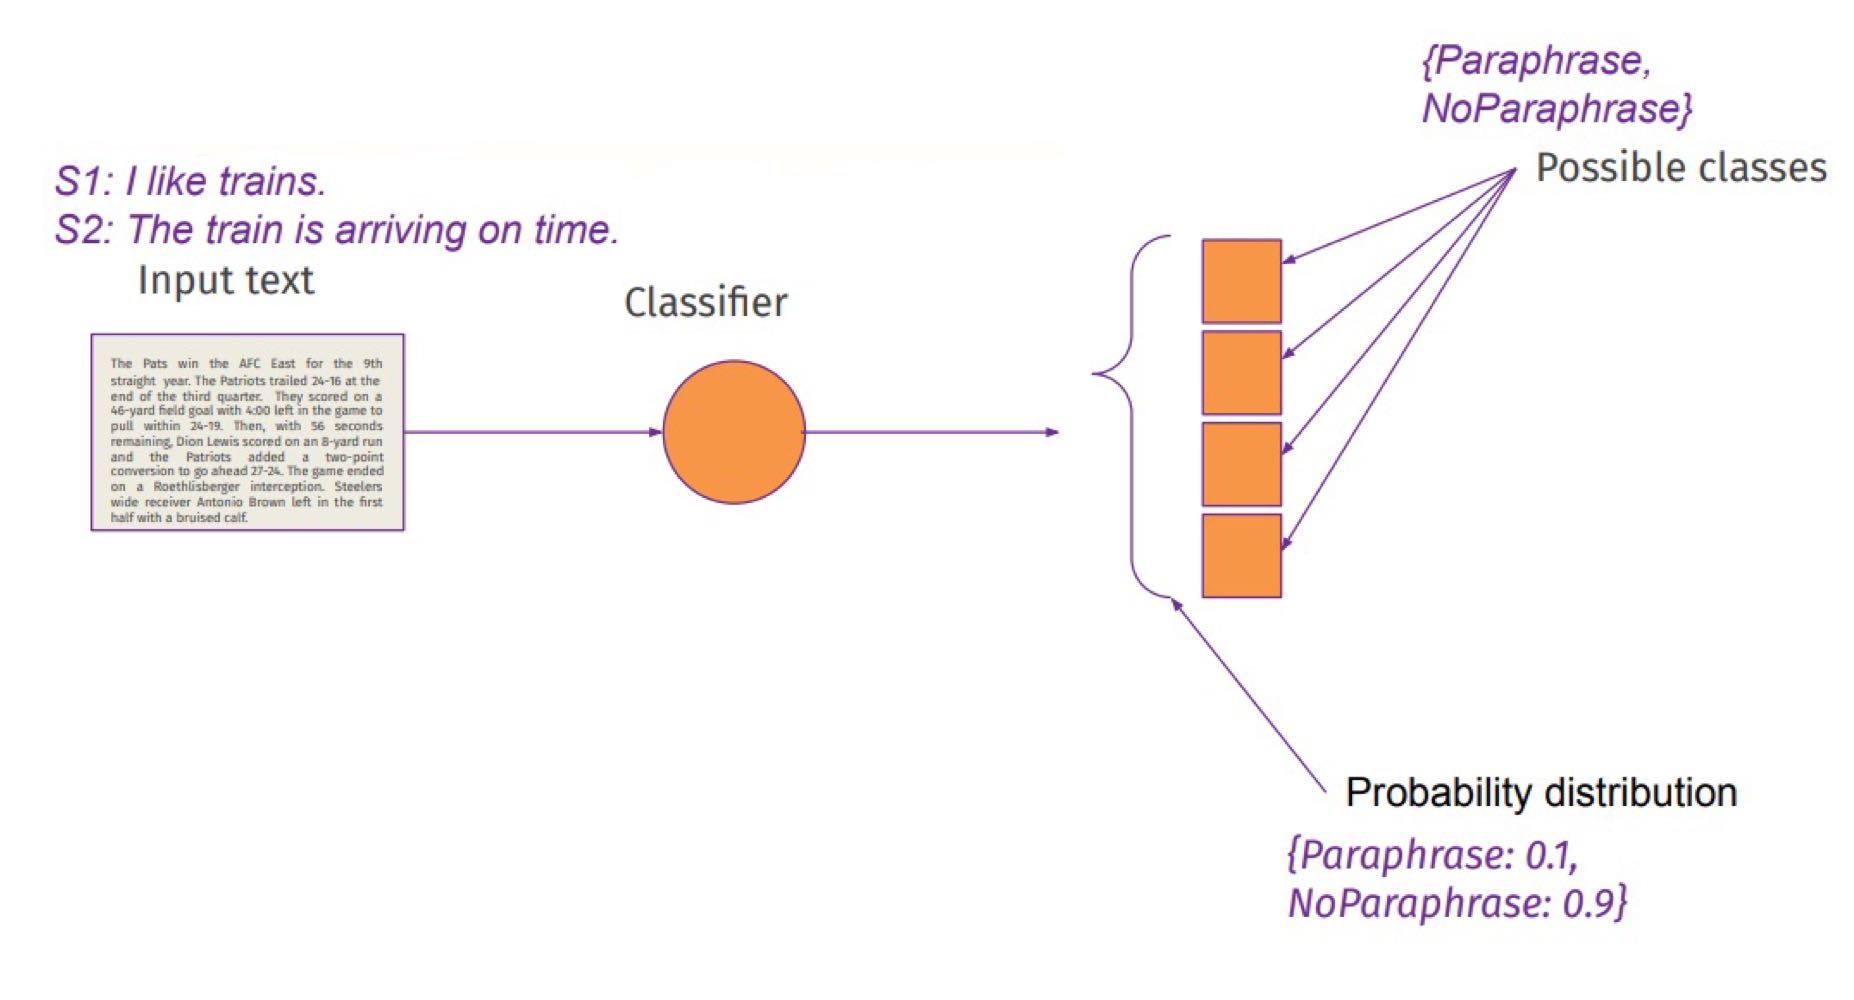 {Paraphrase,
NoParaphrase}
Possible classes
S1: I like trains.
S2: The train is arriving on time.
Input text
Classifier
The Pats win the AFC East for the 9th
straight year. The Patriots trailed 24-16 at the
end of the third quarter. They scored on a
46-yard field goal with 4:00 left in the game to
pull within 24-19. Then, with 56 seconds
remaining, Dion Lewis scored on an 8-yard run
and the Patriots added a two-point
conversion to go ahead 27-24. The game ended
on a Roethlisberger interception. Steelers
wide receiver Antonio Brown left in the first
half with a bruised calf.
Probability distribution
{Paraphrase: 0.1,
NoParaphrase: 0.9}